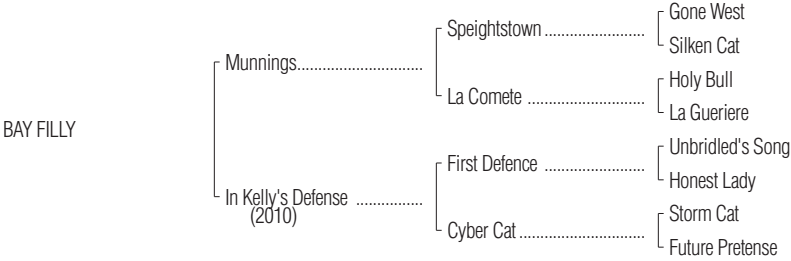 Gone West
Speightstown ........................
Silken Cat
Munnings..............................
Holy Bull
La Comete ............................
La Gueriere
BAY FILLY
Unbridled's Song
First Defence ........................
Honest Lady
In Kelly's Defense ................
(2010)
Storm Cat
Cyber Cat..............................
Future Pretense